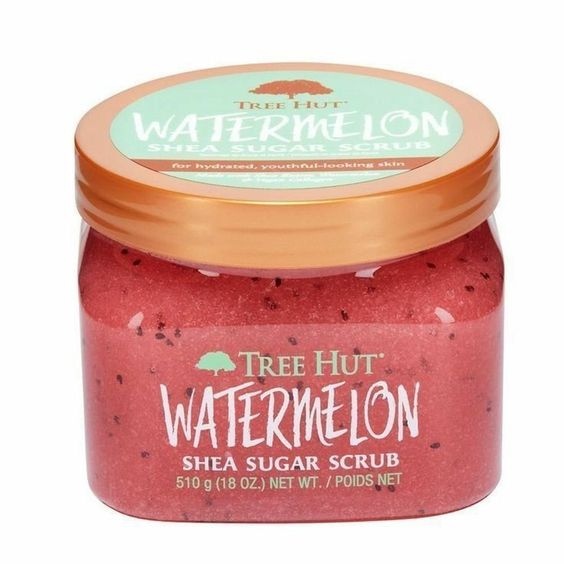 TREE HUT®
WATERMELON
SHEA SUGAR SCRUB
for hydrated, youthful-looking skin
TREE HUT®
WATERMELON
SHEA SUGAR SCRUB
510 g (18 OZ.) NET WT. / POIDS NET